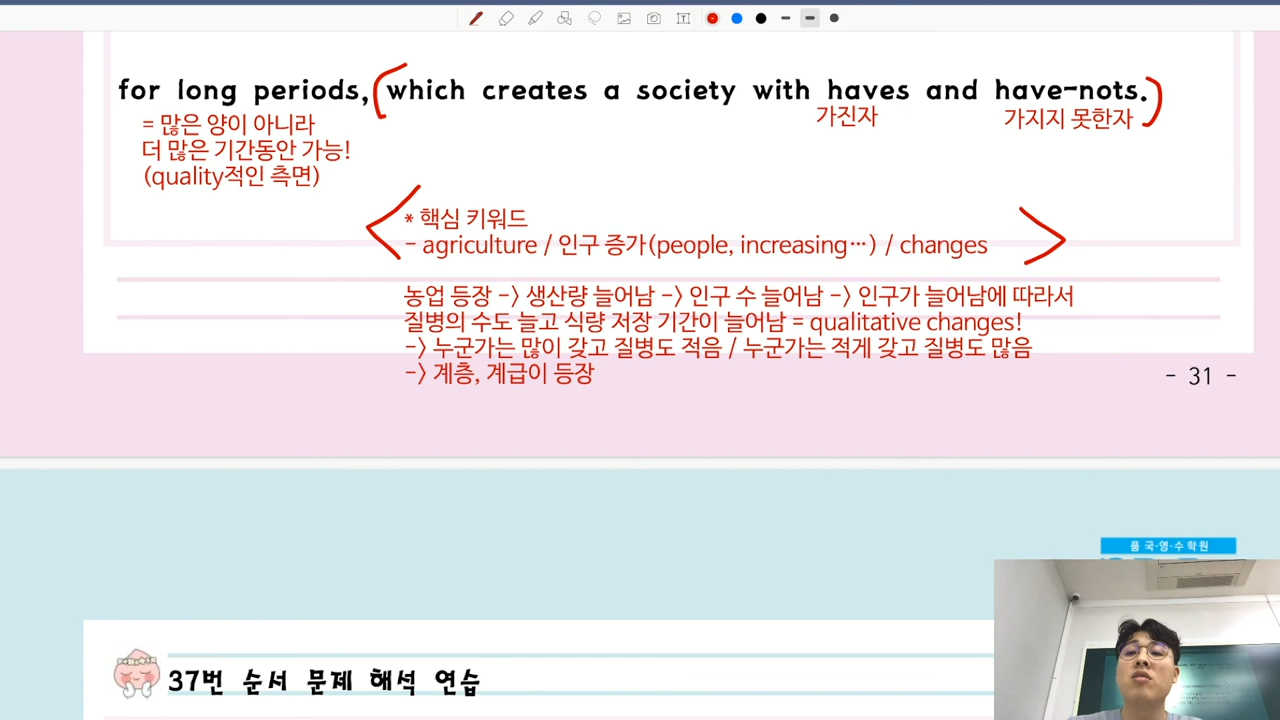 for long periods, which creates a society with haves and have-nots.
가진자
가지지 못한자
= 많은 양이 아니라
더 많은 기간동안 가능!
(quality적인 측면)
* 핵심 키워드
- agriculture / 인구 증가(people, increasing…) / changes
농업 등장 -> 생산량 늘어남 -> 인구 수 늘어남 -> 인구가 늘어남에 따라서
질병의 수도 늘고 식량 저장 기간이 늘어남 = qualitative changes!
-> 누군가는 많이 갖고 질병도 적음 / 누군가는 적게 갖고 질병도 많음
-> 계층, 계급이 등장
- 31 -
품 국·영·수 학원
37번 순서 문제 해석 연습